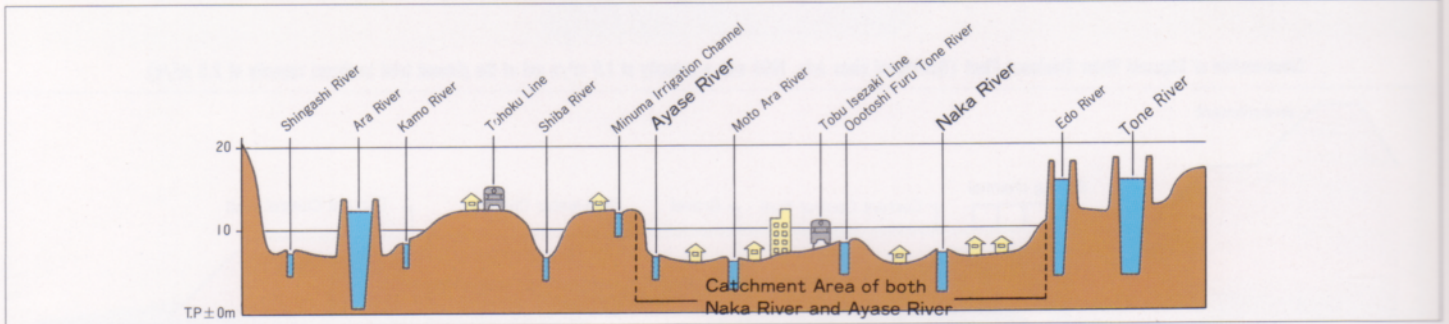 Shingashi River
Ara River
Kamo River
Tohoku Line
Shiba River
Minuma Irrigation Channel
Ayase River
Moto Ara River
Tobu Isezaki Line
Oootoshi Furu Tone River
Naka River
Edo River
Tone River
20
10
T.P±0m
Catchment Area of both
Naka River and Ayase River